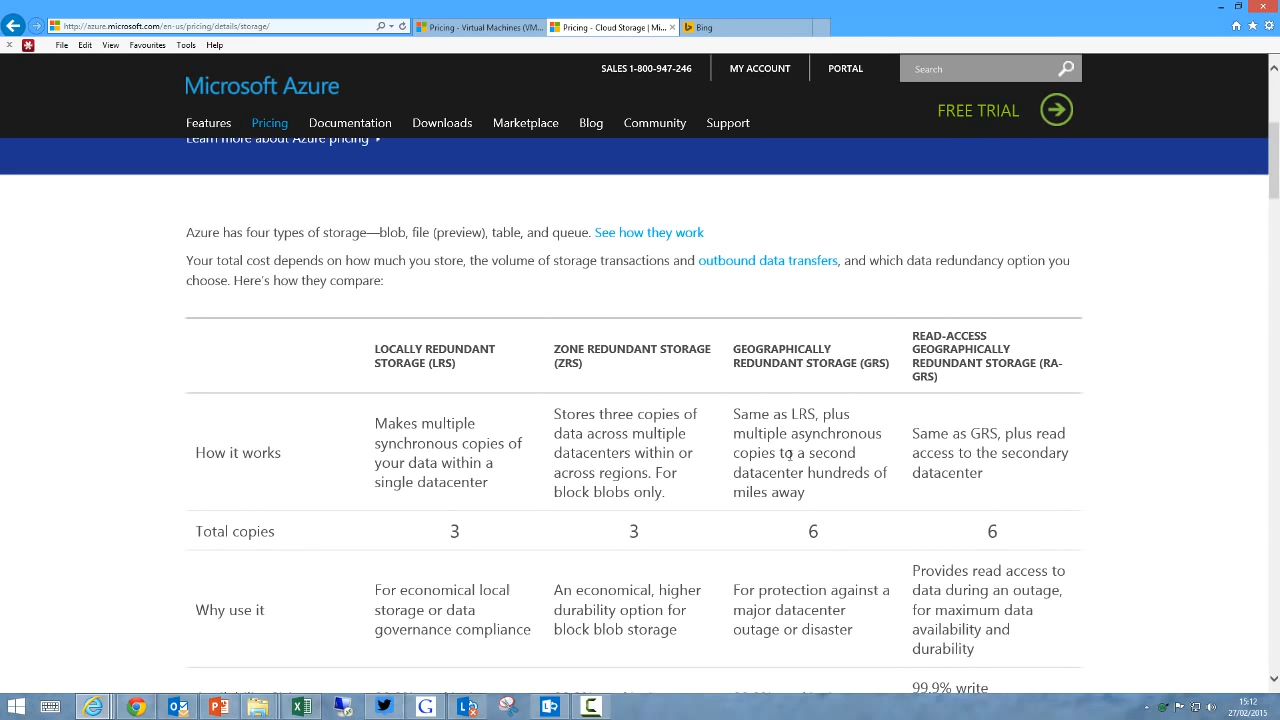 http://azure.microsoft.com/en-us/pricing/details/storage/
Pricing - Virtual Machines (VM...
Pricing - Cloud Storage | Mi...
Bing
File Edit View Favourites Tools Help
SALES 1-800-947-246
MY ACCOUNT
PORTAL
Search
Microsoft Azure
FREE TRIAL
Features Pricing Documentation Downloads Marketplace Blog Community Support
Learn more about Azure pricing
Azure has four types of storage—blob, file (preview), table, and queue. See how they work
Your total cost depends on how much you store, the volume of storage transactions and outbound data transfers, and which data redundancy option you
choose. Here's how they compare:
LOCALLY REDUNDANT
STORAGE (LRS)
ZONE REDUNDANT STORAGE
(ZRS)
GEOGRAPHICALLY
REDUNDANT STORAGE (GRS)
READ-ACCESS
GEOGRAPHICALLY
REDUNDANT STORAGE (RA-
GRS)
How it works
Makes multiple
synchronous copies of
your data within a
single datacenter
Stores three copies of
data across multiple
datacenters within or
across regions. For
block blobs only.
Same as LRS, plus
multiple asynchronous
copies to a second
datacenter hundreds of
miles away
Same as GRS, plus read
access to the secondary
datacenter
Total copies
3
3
6
6
Why use it
For economical local
storage or data
governance compliance
An economical, higher
durability option for
block blob storage
For protection against a
major datacenter
outage or disaster
Provides read access to
data during an outage,
for maximum data
availability and
durability
99.9% write
15:12
27/02/2015